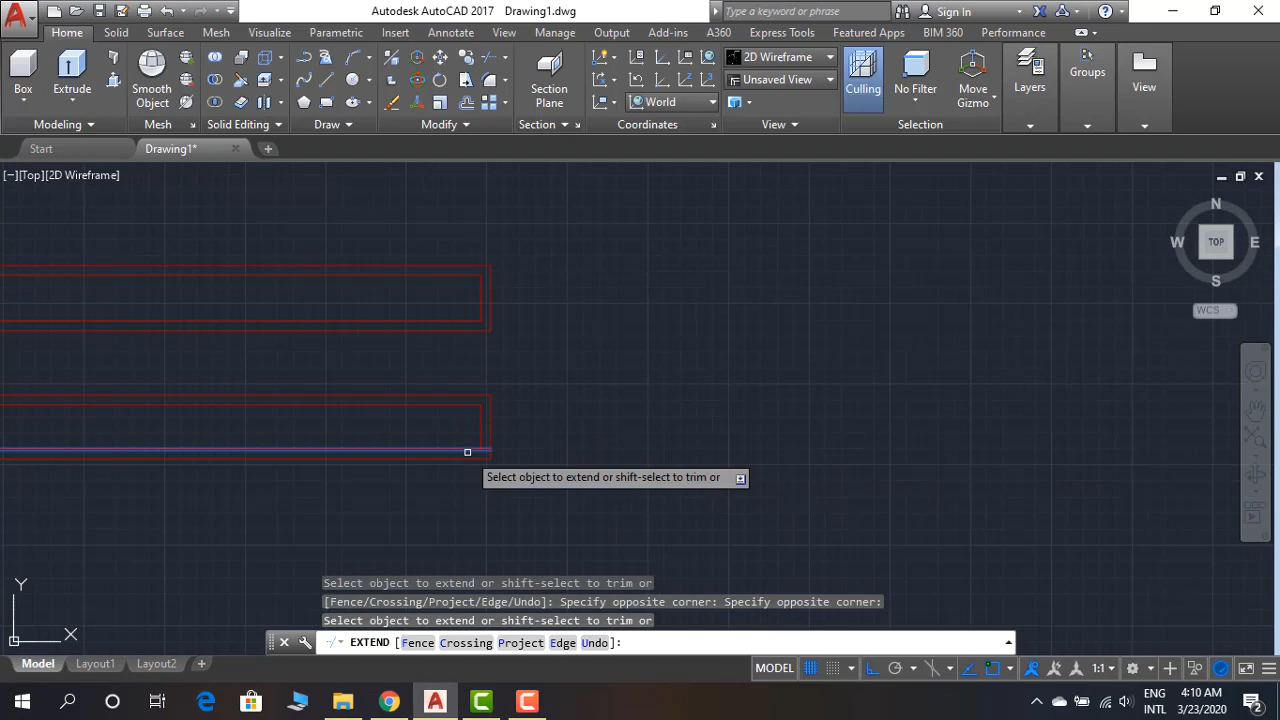 Autodesk AutoCAD 2017 Drawing1.dwg
Type a keyword or phrase
Sign In
Home Solid Surface Mesh Visualize Parametric Insert Annotate View Manage Output Add-ins A360 Express Tools Featured Apps BIM 360 Performance
Box Extrude Smooth Object Section Plane World 2D Wireframe Unsaved View Culling No Filter Move Gizmo Layers Groups View
Modeling Mesh Solid Editing Draw Modify Section Coordinates View Selection
Start Drawing1*
[−][Top][2D Wireframe]
N
W TOP E
S
WCS
Select object to extend or shift-select to trim or
Y
X
Select object to extend or shift-select to trim or
[Fence/Crossing/Project/Edge/Undo]: Specify opposite corner: Specify opposite corner:
Select object to extend or shift-select to trim or
EXTEND [Fence Crossing Project Edge Undo]:
Model Layout1 Layout2
MODEL 1:1
ENG 4:10 AM
INTL 3/23/2020 2